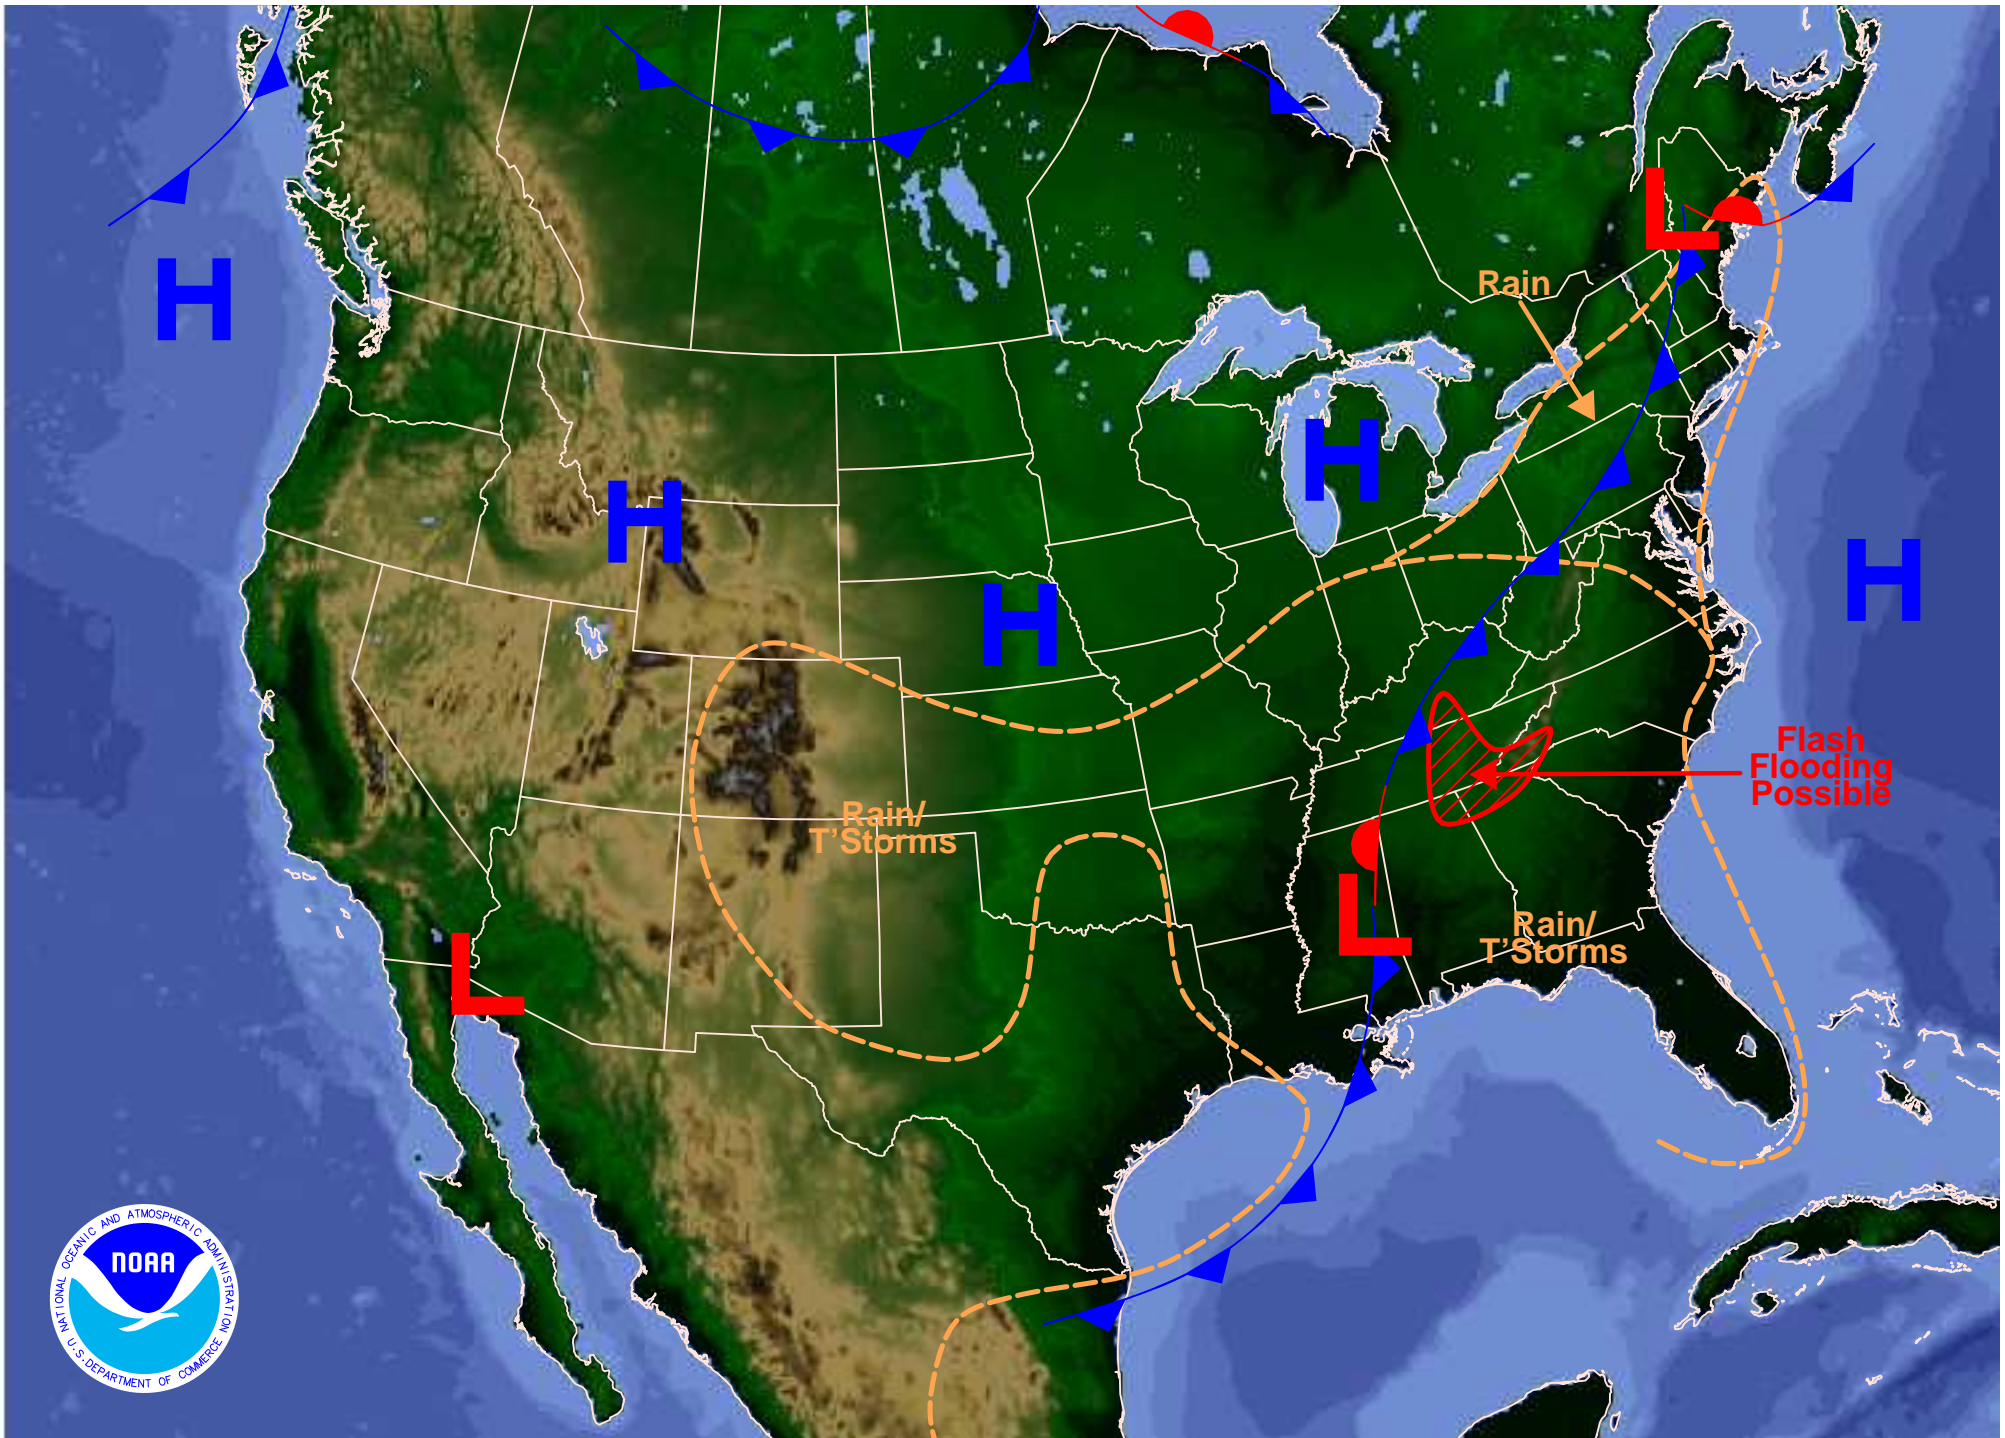 L
H
Rain
H
H
H
H
Flash
Flooding
Possible
Rain/
T'Storms
L
Rain/
T'Storms
L
NATIONAL OCEANIC AND ATMOSPHERIC ADMINISTRATION
NOAA
U.S. DEPARTMENT OF COMMERCE